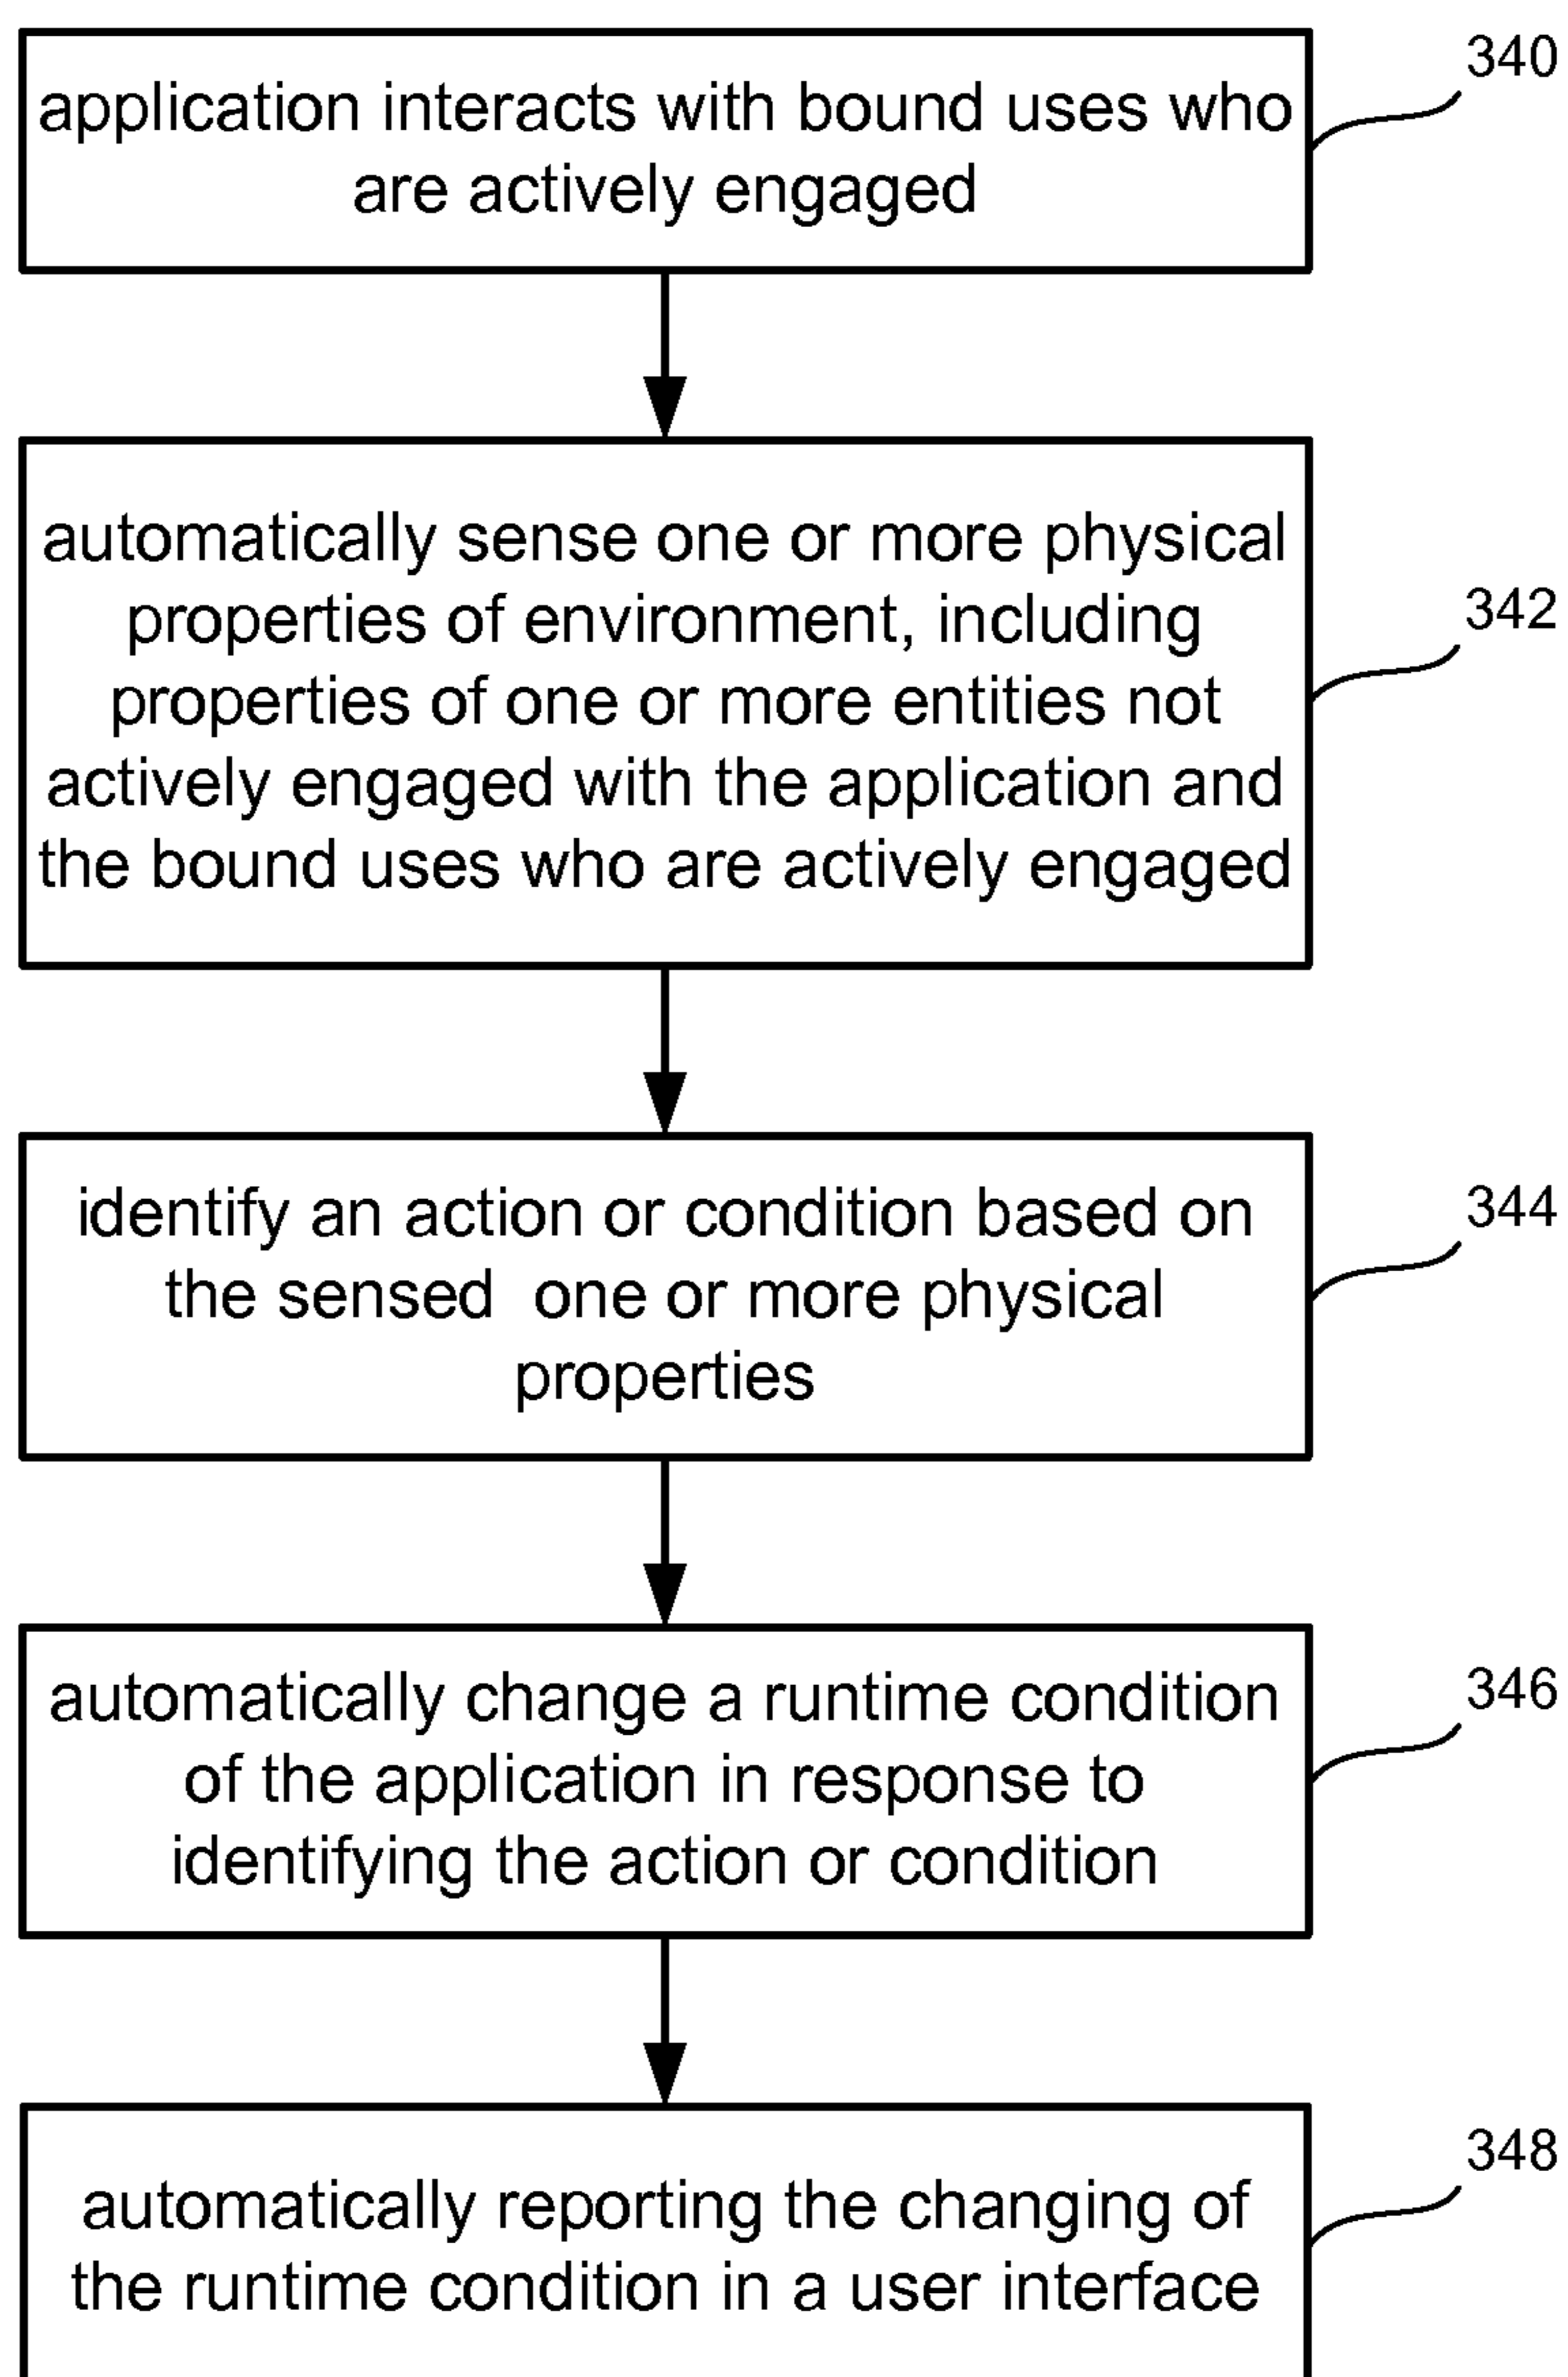 340
application interacts with bound uses who
are actively engaged
automatically sense one or more physical
properties of environment, including
342
properties of one or more entities not
actively engaged with the application and
the bound uses who are actively engaged
344
identify an action or condition based on
the sensed one or more physical
properties
346
automatically change a runtime condition
of the application in response to
identifying the action or condition
348
automatically reporting the changing of
the runtime condition in a user interface